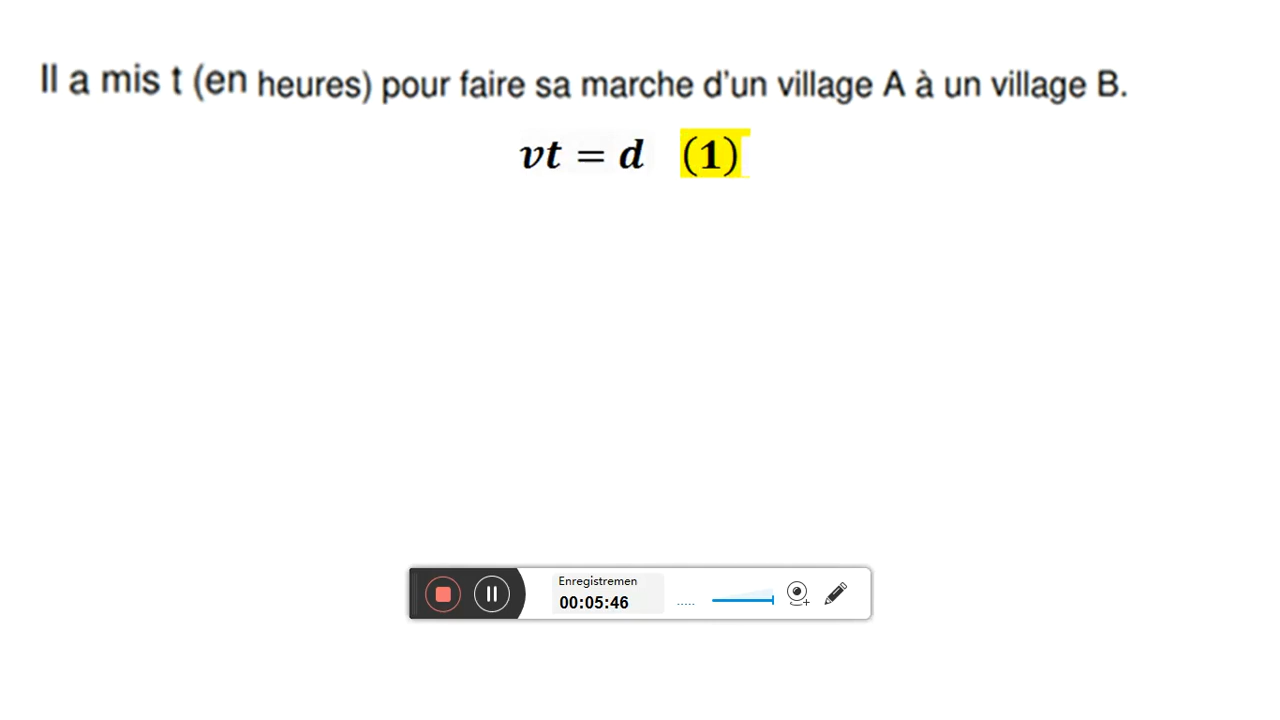 Il a mis t (en heures) pour faire sa marche d'un village A à un village B.
vt = d (1)
Enregistremen
00:05:46